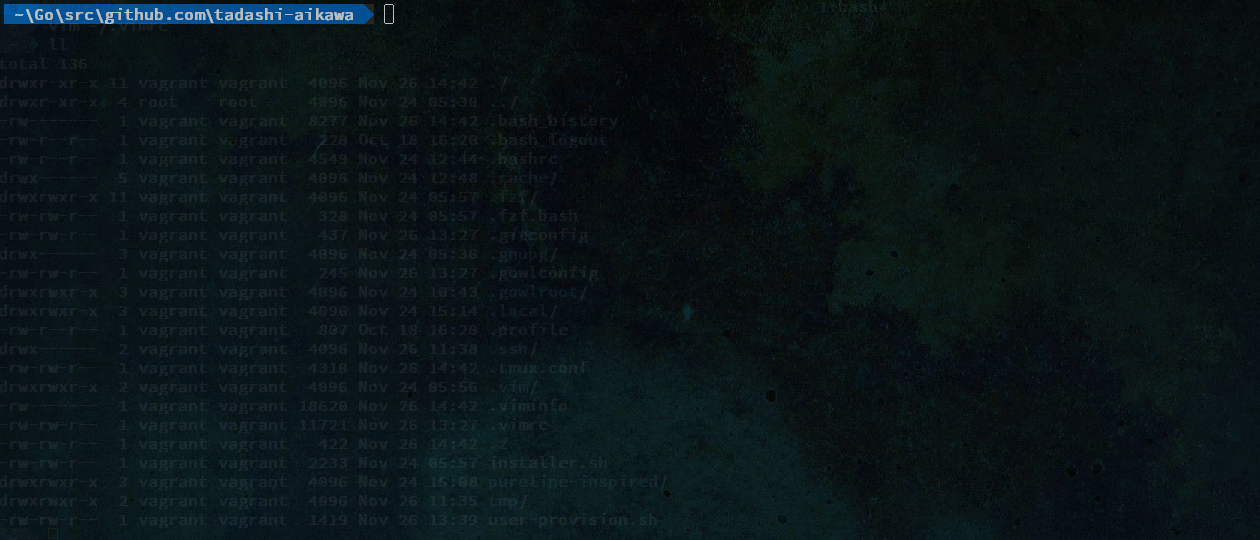 ~\Go\src\github.com\tadashi-aikawa
1:bash*
vim ~/.vimrc
~ ll
total 136
drwxr-xr-x 11 vagrant vagrant 4096 Nov 26 14:42 ./
drwxr-xr-x. 4 root root 4096 Nov 24 05:30 ../
-rw------- 1 vagrant vagrant 8277 Nov 26 14:42 .bash_history
-rw-r--r-- 1 vagrant vagrant 220 Oct 18 16:20 .bash_logout
-rw-r--r-- 1 vagrant vagrant 4549 Nov 24 12:44 .bashrc
drwx------ 5 vagrant vagrant 4096 Nov 24 12:48 .cache/
drwxrwxr-x 11 vagrant vagrant 4096 Nov 24 05:57 .fzf/
-rw-rw-r-- 1 vagrant vagrant 328 Nov 24 05:57 .fzf.bash
-rw-rw-r-- 1 vagrant vagrant 437 Nov 26 13:27 .gitconfig
drwx------ 3 vagrant vagrant 4096 Nov 24 05:38 .gnupg/
-rw-rw-r-- 1 vagrant vagrant 245 Nov 26 13:27 .gowlconfig
drwxrwxr-x 3 vagrant vagrant 4096 Nov 24 16:43 .gowlroot/
drwxrwxr-x 3 vagrant vagrant 4096 Nov 24 15:14 .local/
-rw-r--r-- 1 vagrant vagrant 807 Oct 18 16:20 .profile
drwx------ 2 vagrant vagrant 4096 Nov 26 11:38 .ssh/
-rw-rw-r-- 1 vagrant vagrant 4310 Nov 26 14:42 .tmux.conf
drwxrwxr-x 2 vagrant vagrant 4096 Nov 24 05:56 .vim/
-rw------- 1 vagrant vagrant 18620 Nov 26 14:42 .viminfo
-rw-rw-r-- 1 vagrant vagrant 11721 Nov 26 13:27 .vimrc
-rw-rw-r-- 1 vagrant vagrant 422 Nov 26 14:42 .z
-rw-rw-r-- 1 vagrant vagrant 2233 Nov 24 05:57 installer.sh
drwxrwxr-x 3 vagrant vagrant 4096 Nov 24 15:08 pureline-inspired/
drwxrwxr-x 2 vagrant vagrant 4096 Nov 26 11:35 tmp/
-rw-rw-r-- 1 vagrant vagrant 1419 Nov 26 13:39 user-provision.sh